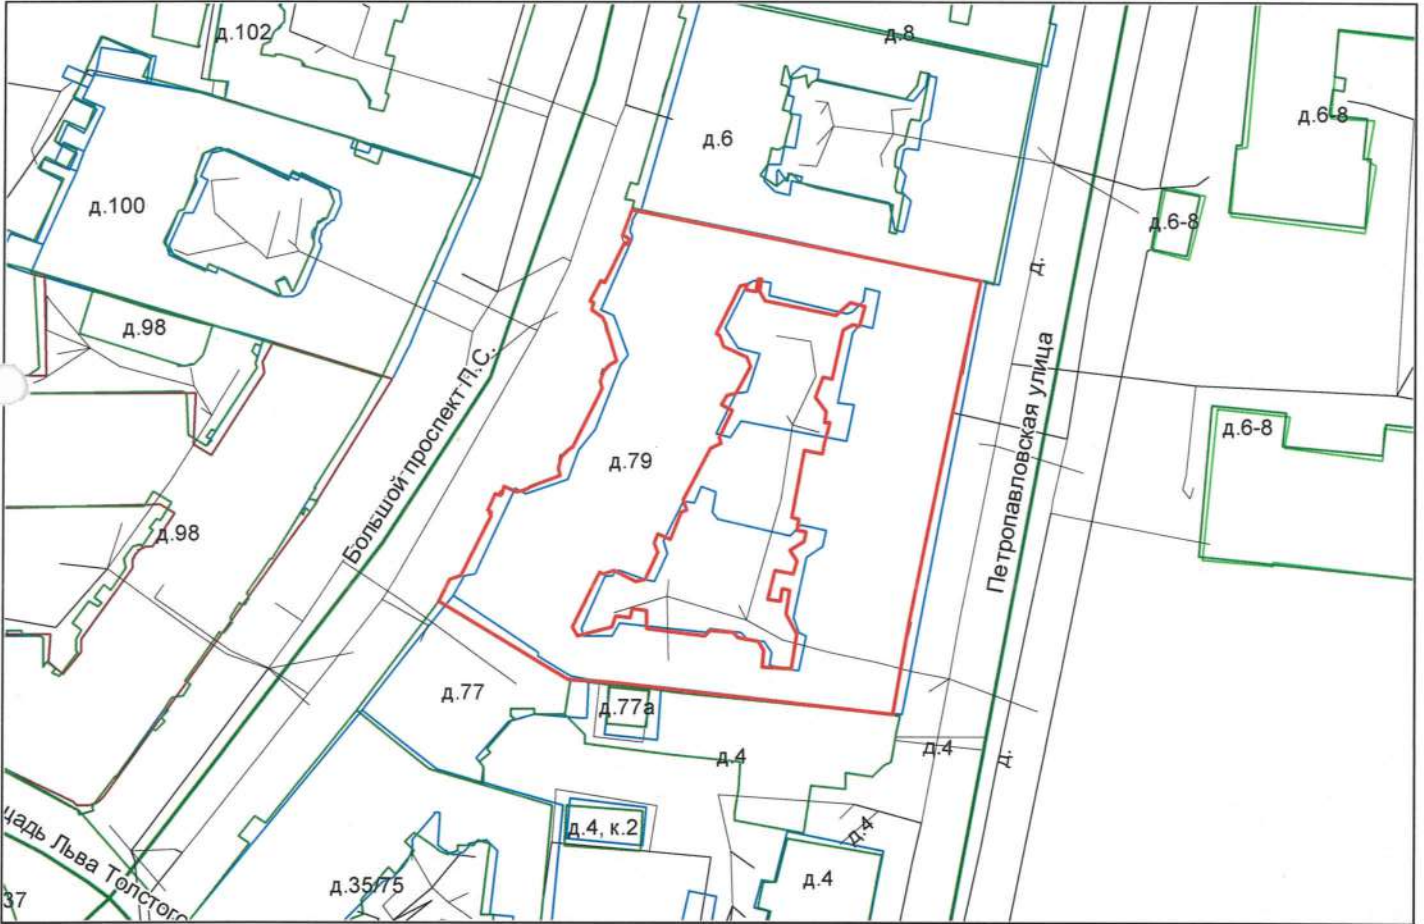 д.102
д.8
д.6-8
д.6
д.100
д.6-8
д.
д.98
Большой проспект П.С.
Петропавловская улица
д.6-8
д.79
д.98
д.77
д.77а
д.4
д.4
д.
д.4, к.2
д.4
щадь Льва Толстого
д.35/75
д.4
37